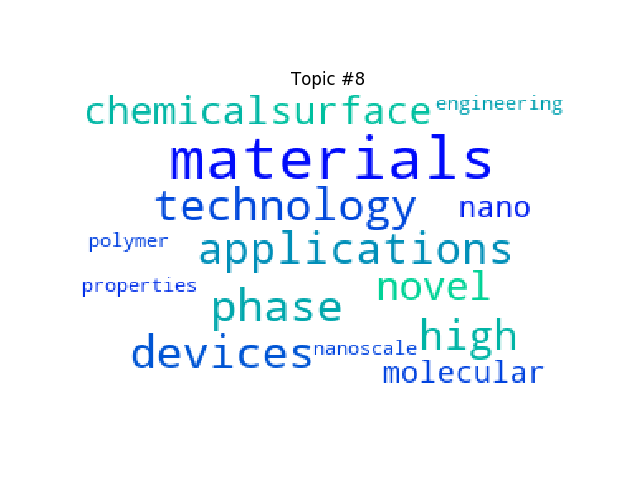 Topic #8
chemicalsurface engineering
materials
technology nano
polymer applications
properties novel
phase
devices nanoscale high
molecular